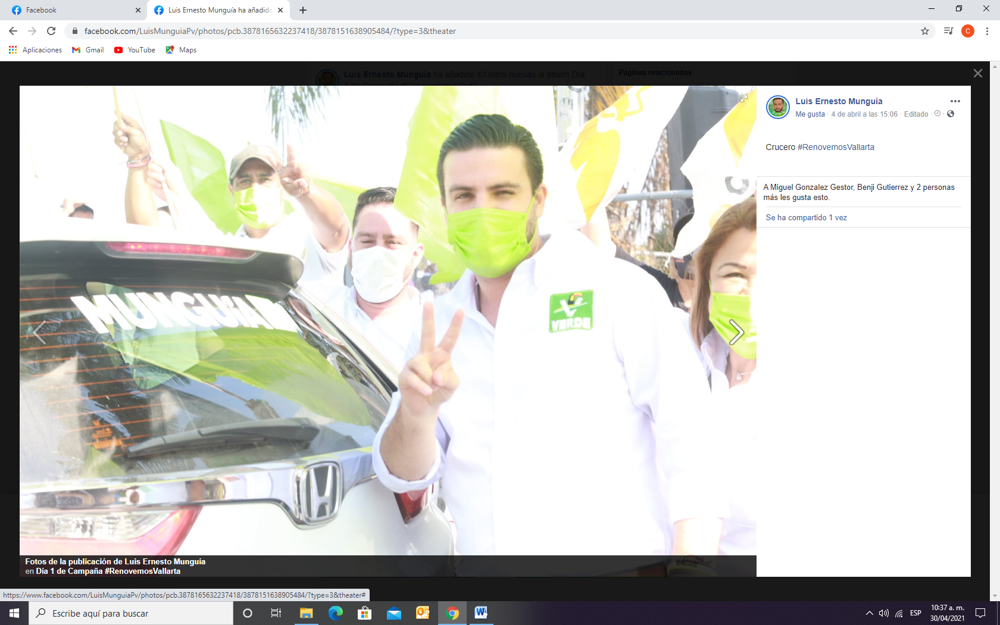 Facebook
Luis Ernesto Munguía ha añadido
facebook.com/LuisMunguiaPv/photos/pcb.3878165632237418/3878151638905484/?type=3&theater
C
Aplicaciones
Gmail
YouTube
Maps
Luis Ernesto Munguía ha añadido 43 fotos nuevas al álbum Día
1 de Campaña #RenovemosVallarta
Páginas relacionadas
Luis Ernesto Munguía
Me gusta · 4 de abril a las 15:06 · Editado ·
Crucero #RenovemosVallarta
A Miguel Gonzalez Gestor, Benji Gutierrez y 2 personas
más les gusta esto.
Se ha compartido 1 vez
MUNGUÍA
VERDE
Fotos de la publicación de Luis Ernesto Munguía
en Día 1 de Campaña #RenovemosVallarta
https://www.facebook.com/LuisMunguiaPv/photos/pcb.3878165632237418/3878151638905484/?type=3&theater#
Escribe aquí para buscar
ESP
10:37 a. m.
30/04/2021